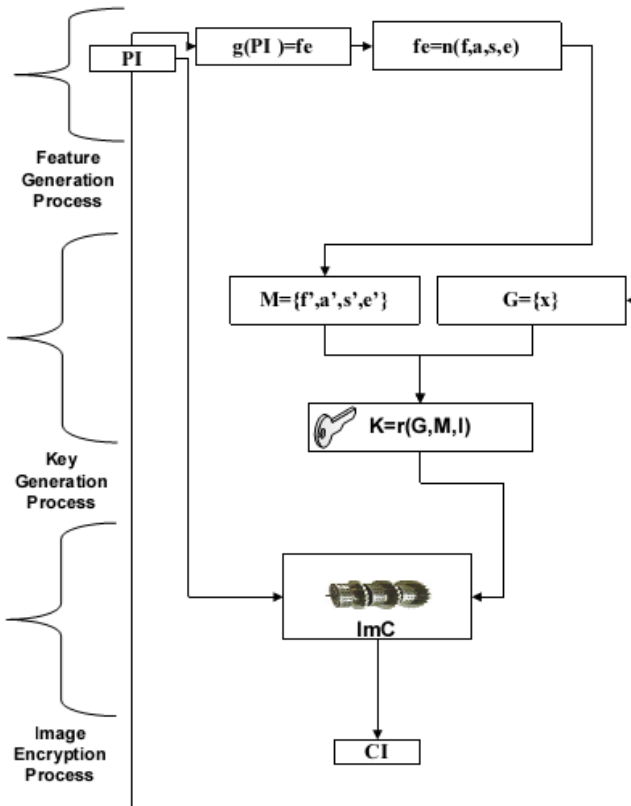 g(PI )=fe
fe=n(f,a,s,e)
PI
Feature
Generation
Process
M={f’,a’,s’,e’}
G={x}
K=r(G,M,I)
Key
Generation
Process
ImC
Image
Encryption
Process
CI